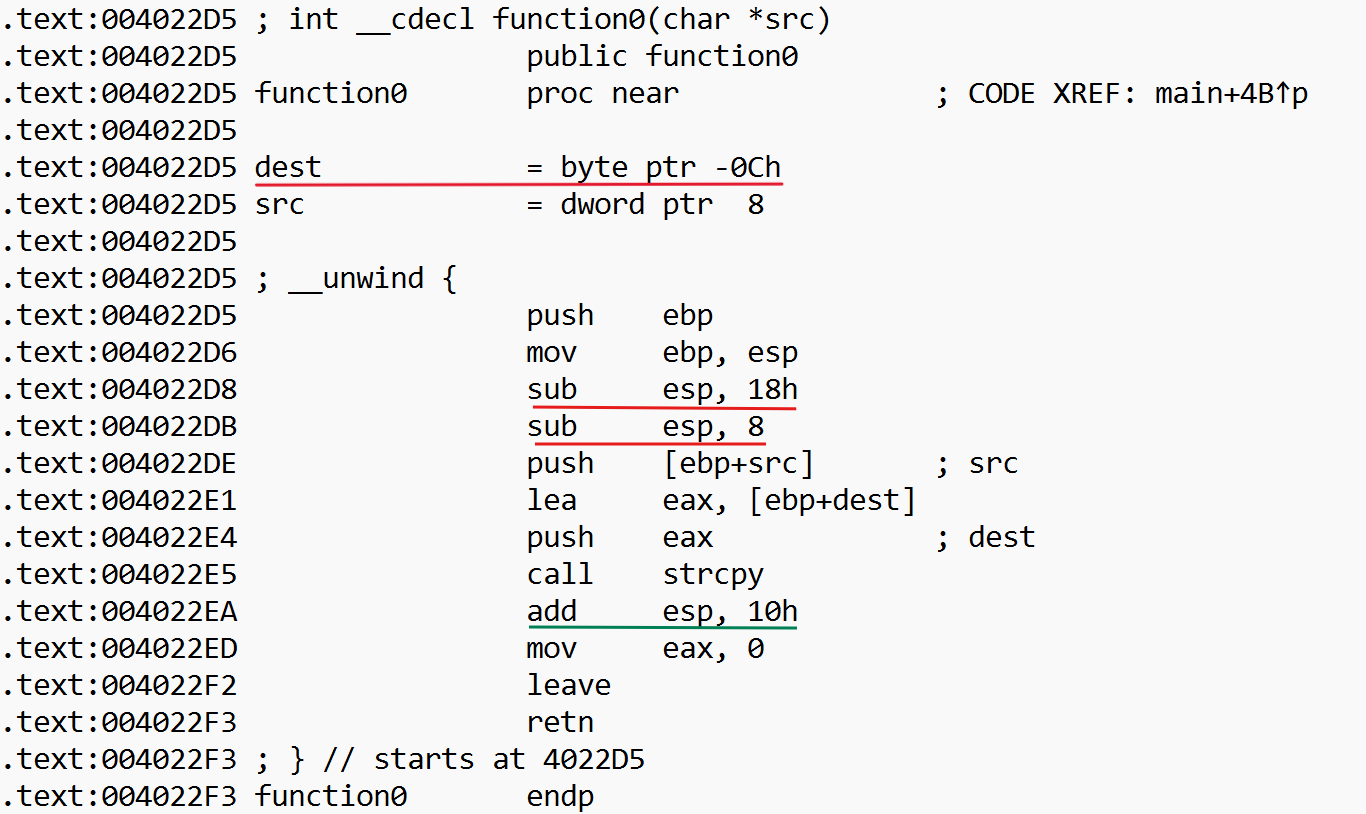 .text:004022D5 ; int __cdecl function0(char *src)
.text:004022D5                 public function0
.text:004022D5 function0       proc near               ; CODE XREF: main+4B↑p
.text:004022D5
.text:004022D5 dest            = byte ptr -0Ch
.text:004022D5 src             = dword ptr  8
.text:004022D5
.text:004022D5 ; __unwind {
.text:004022D5                 push    ebp
.text:004022D6                 mov     ebp, esp
.text:004022D8                 sub     esp, 18h
.text:004022DB                 sub     esp, 8
.text:004022DE                 push    [ebp+src]       ; src
.text:004022E1                 lea     eax, [ebp+dest]
.text:004022E4                 push    eax             ; dest
.text:004022E5                 call    strcpy
.text:004022EA                 add     esp, 10h
.text:004022ED                 mov     eax, 0
.text:004022F2                 leave
.text:004022F3                 retn
.text:004022F3 ; } // starts at 4022D5
.text:004022F3 function0       endp